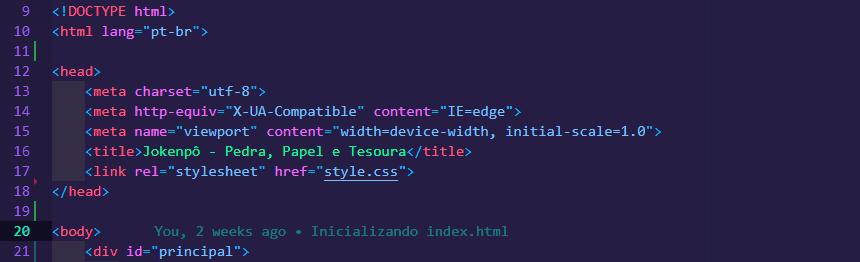 9 <!DOCTYPE html>
10 <html lang="pt-br">
11
12 <head>
13     <meta charset="utf-8">
14     <meta http-equiv="X-UA-Compatible" content="IE=edge">
15     <meta name="viewport" content="width=device-width, initial-scale=1.0">
16     <title>Jokenpô - Pedra, Papel e Tesoura</title>
17     <link rel="stylesheet" href="style.css">
18 </head>
19
20 <body>     You, 2 weeks ago • Inicializando index.html
21     <div id="principal">